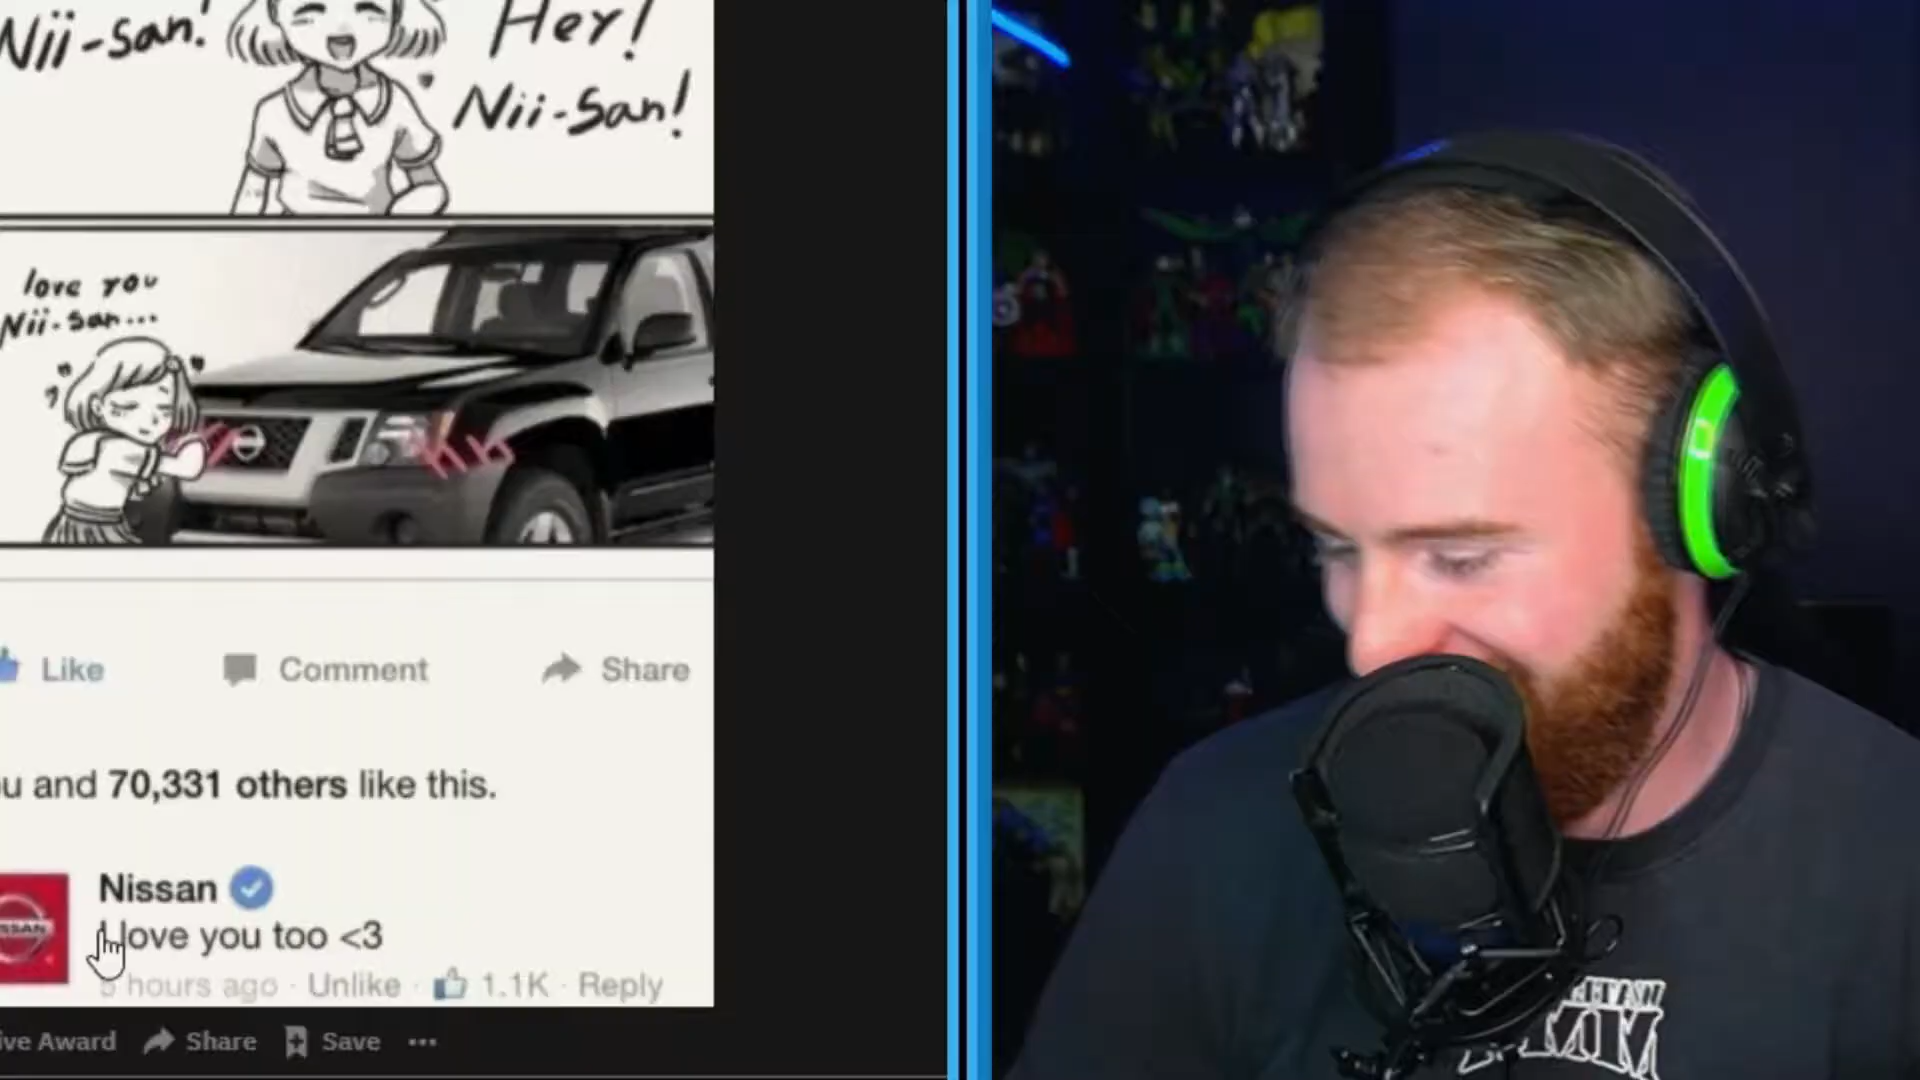 Nii-san!
Hey!
Nii-San!
love you
Nii-san...
Like
Comment
Share
and 70,331 others like this.
Nissan
I love you too <3
hours ago · Unlike · 1.1K · Reply
Award
Share
Save
...